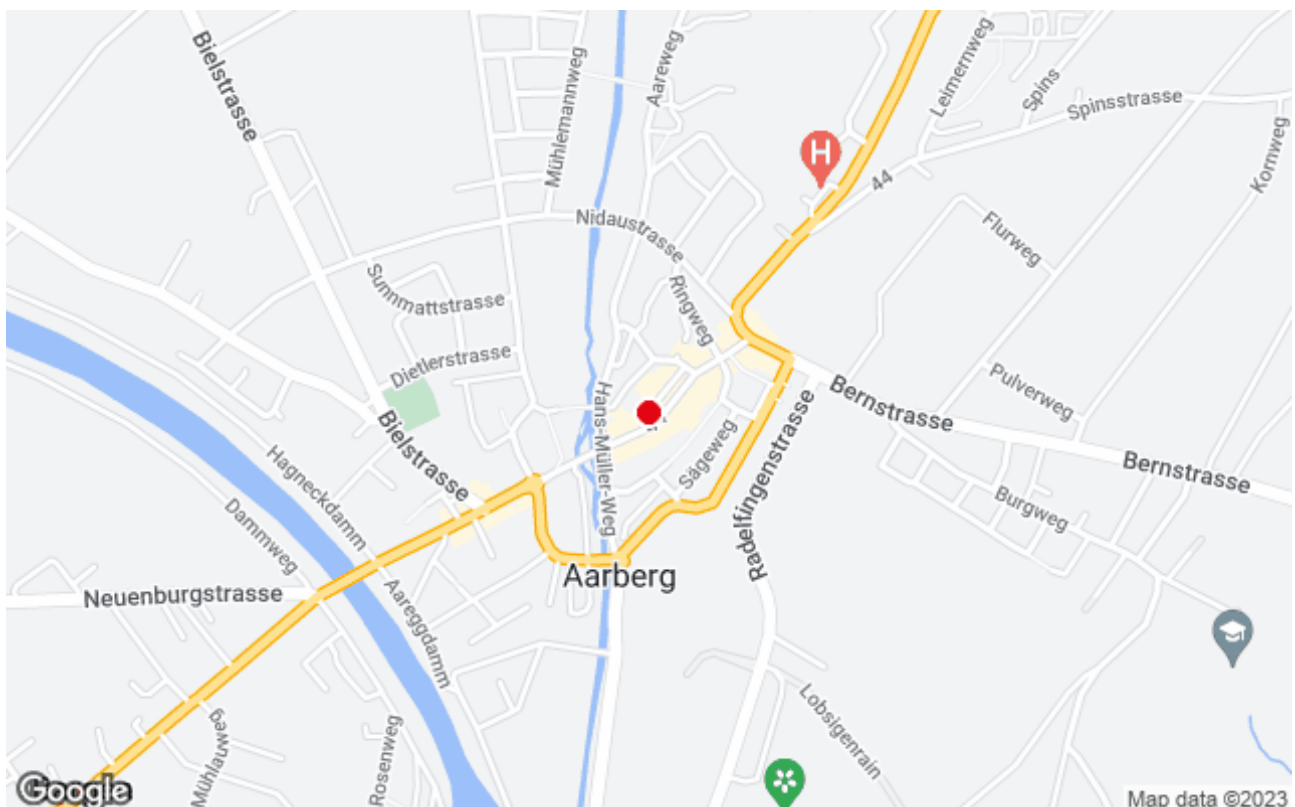 Bielstrasse
Mühlemannweg
Aareweg
Leimernweg
Spins
Spinsstrasse
Kornweg
H
44
Nidaustrasse
Flurweg
Sunnmattstrasse
Ringweg
Dietlerstrasse
Hans-Müller-Weg
Pulverweg
Bernstrasse
Bielstrasse
Sägeweg
Radelfingenstrasse
Bernstrasse
Hagneckdamm
Burgweg
Dammweg
Aarberg
Neuenburgstrasse
Aareggdamm
Lobsigenrain
Mühlauweg
Rosenweg
Google
Map data ©2023